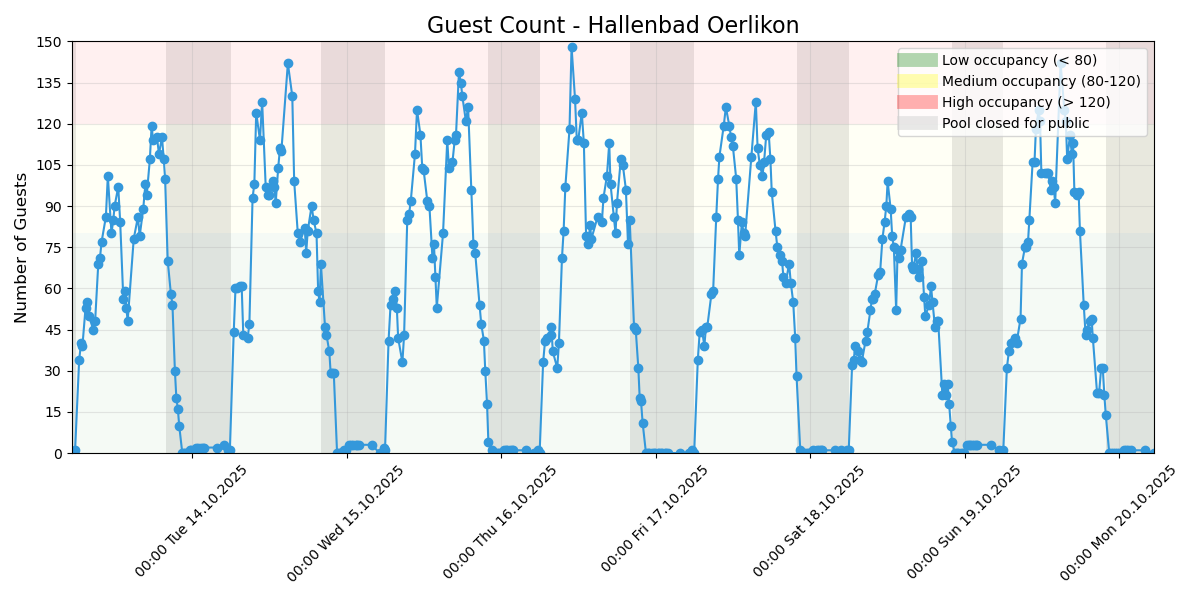 Guest Count - Hallenbad Oerlikon
Number of Guests
150
135
120
105
90
75
60
45
30
15
0
Low occupancy (< 80)
Medium occupancy (80-120)
High occupancy (> 120)
Pool closed for public
00:00 Tue 14.10.2025
00:00 Wed 15.10.2025
00:00 Thu 16.10.2025
00:00 Fri 17.10.2025
00:00 Sat 18.10.2025
00:00 Sun 19.10.2025
00:00 Mon 20.10.2025